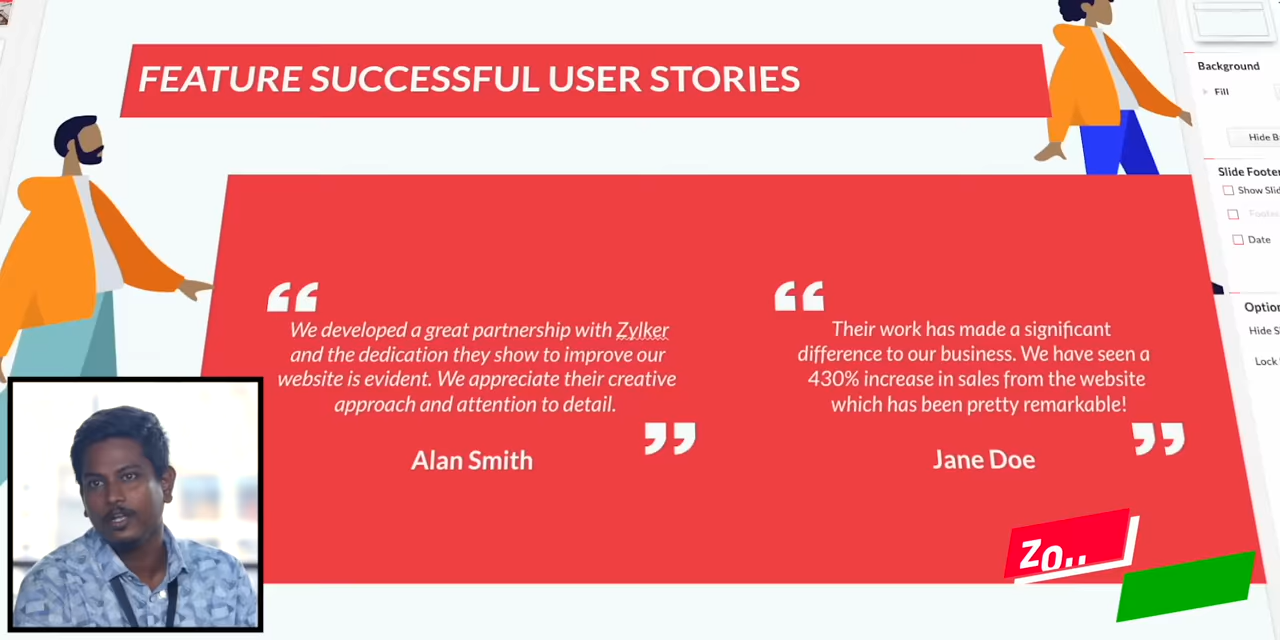 FEATURE SUCCESSFUL USER STORIES
Background
Fill
Hide B
Slide Footer
Show Slid
Footer
Date
Option
Hide S
Lock
“
We developed a great partnership with Zylker
and the dedication they show to improve our
website is evident. We appreciate their creative
approach and attention to detail.
”
Alan Smith
“
Their work has made a significant
difference to our business. We have seen a
430% increase in sales from the website
which has been pretty remarkable!
”
Jane Doe
Zo..